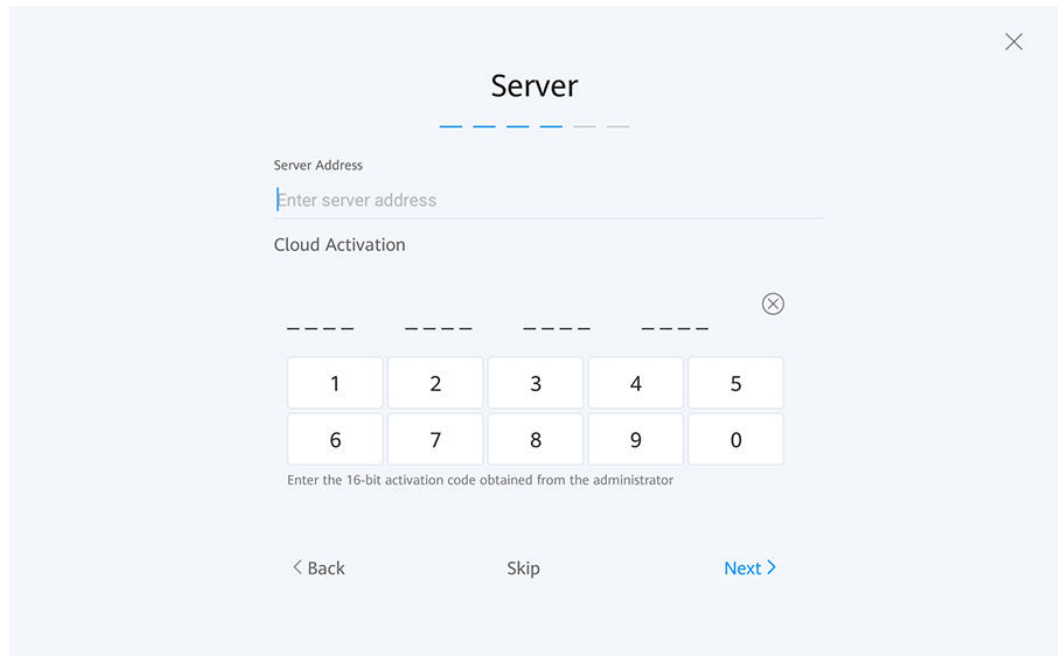 Server
Server Address
Enter server address
Cloud Activation
1 2 3 4 5
6 7 8 9 0
Enter the 16-bit activation code obtained from the administrator
Back Skip Next